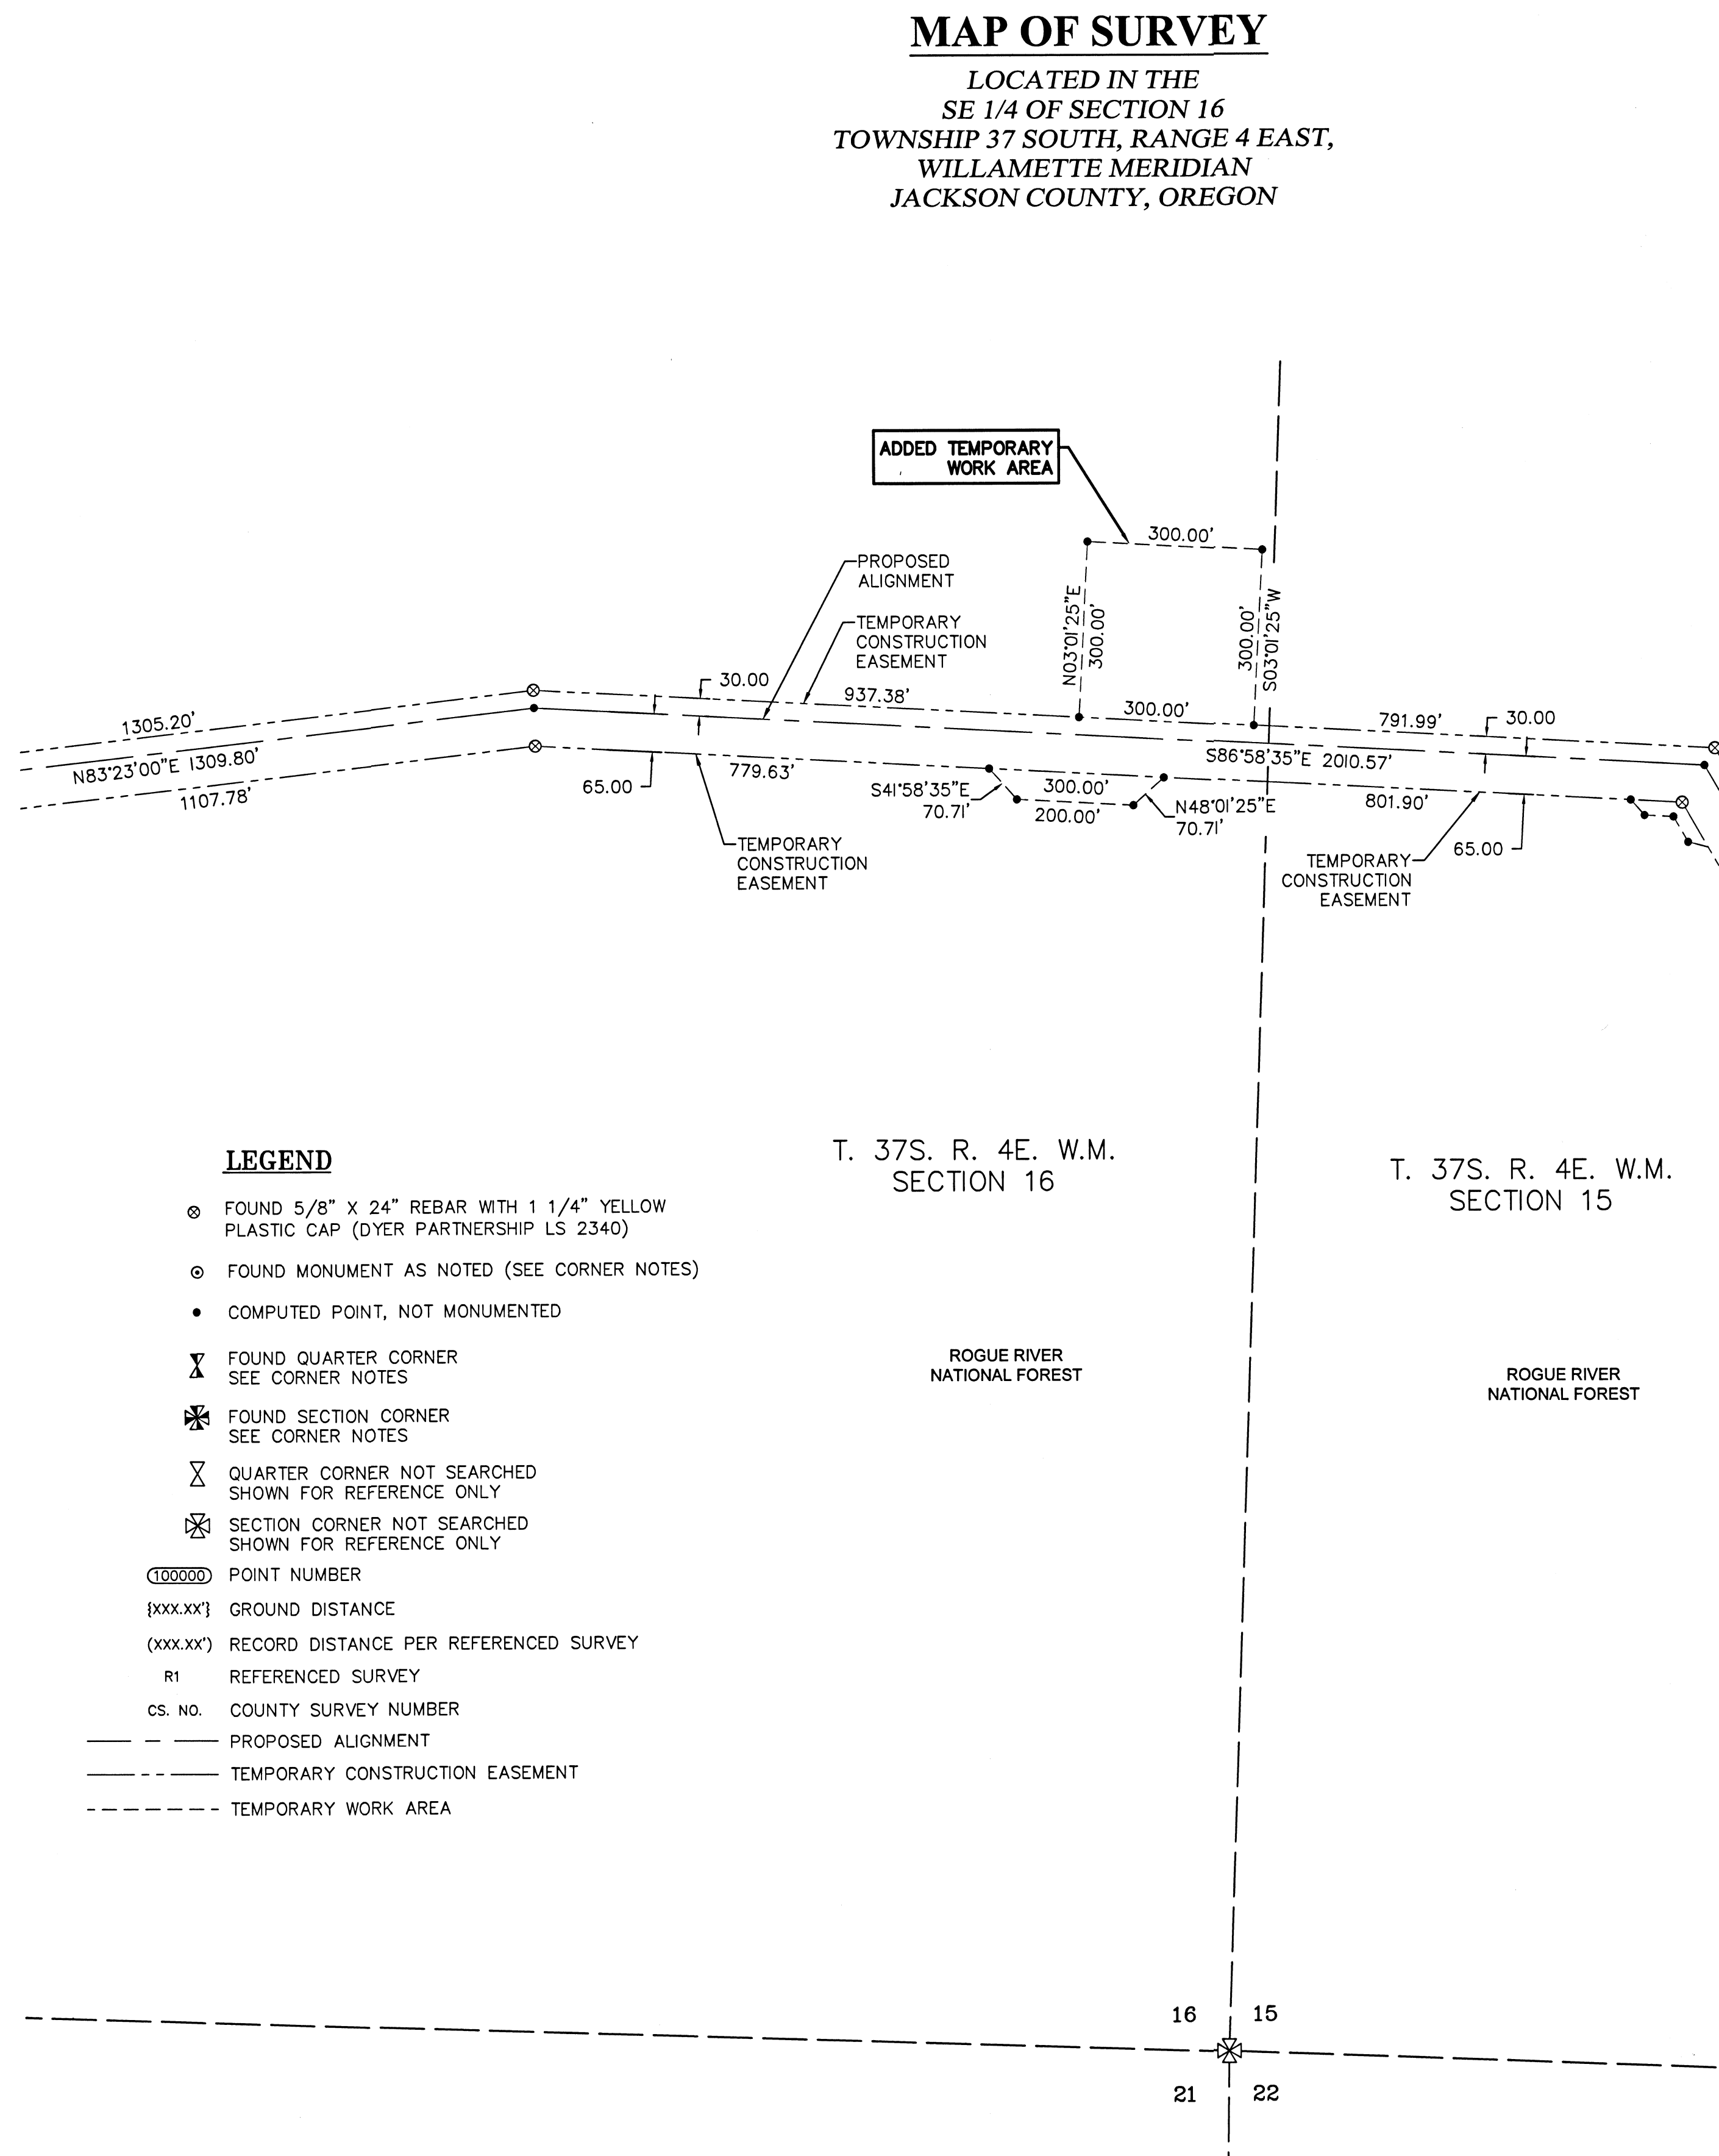 MAP OF SURVEY
LOCATED IN THE
SE 1/4 OF SECTION 16
TOWNSHIP 37 SOUTH, RANGE 4 EAST,
WILLAMETTE MERIDIAN
JACKSON COUNTY, OREGON
ADDED TEMPORARY
WORK AREA
300.00'
PROPOSED
ALIGNMENT
N03°01'25"E
300.00'
300.00'
S03°01'25"W
TEMPORARY
CONSTRUCTION
EASEMENT
30.00
937.38'
300.00'
791.99'
30.00
1305.20'
N83°23'00"E 1309.80'
1107.78'
S86°58'35"E 2010.57'
65.00
779.63'
S41°58'35"E
70.71'
300.00'
200.00'
N48°01'25"E
70.71'
801.90'
65.00
TEMPORARY
CONSTRUCTION
EASEMENT
TEMPORARY
CONSTRUCTION
EASEMENT
T. 37S. R. 4E. W.M.
SECTION 16
T. 37S. R. 4E. W.M.
SECTION 15
ROGUE RIVER
NATIONAL FOREST
ROGUE RIVER
NATIONAL FOREST
LEGEND
FOUND 5/8" X 24" REBAR WITH 1 1/4" YELLOW
PLASTIC CAP (DYER PARTNERSHIP LS 2340)
FOUND MONUMENT AS NOTED (SEE CORNER NOTES)
COMPUTED POINT, NOT MONUMENTED
FOUND QUARTER CORNER
SEE CORNER NOTES
FOUND SECTION CORNER
SEE CORNER NOTES
QUARTER CORNER NOT SEARCHED
SHOWN FOR REFERENCE ONLY
SECTION CORNER NOT SEARCHED
SHOWN FOR REFERENCE ONLY
100000 POINT NUMBER
{XXX.XX'} GROUND DISTANCE
(XXX.XX') RECORD DISTANCE PER REFERENCED SURVEY
R1 REFERENCED SURVEY
CS. NO. COUNTY SURVEY NUMBER
PROPOSED ALIGNMENT
TEMPORARY CONSTRUCTION EASEMENT
TEMPORARY WORK AREA
16 15
21 22